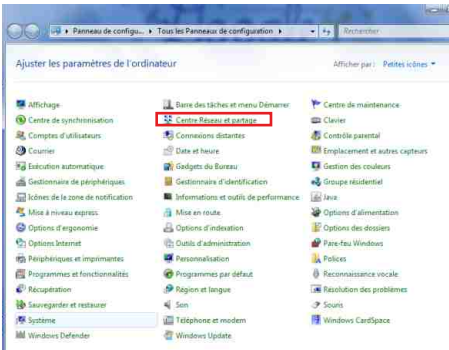 Panneau de configu... Tous les Panneaux de configuration
Rechercher
Ajuster les paramètres de l'ordinateur
Afficher par : Petites icônes
Affichage
Barre des tâches et menu Démarrer
Centre de maintenance
Centre de synchronisation
Centre Réseau et partage
Clavier
Comptes d'utilisateurs
Connexions distantes
Contrôle parental
Courrier
Date et heure
Emplacement et autres capteurs
Exécution automatique
Gadgets du Bureau
Gestion des couleurs
Gestionnaire de périphériques
Gestionnaire d'identification
Groupe résidentiel
Icônes de la zone de notification
Informations et outils de performance
Java
Mise à niveau express
Mise en route
Options d'alimentation
Options d'ergonomie
Options d'indexation
Options des dossiers
Options Internet
Outils d'administration
Pare-feu Windows
Périphériques et imprimantes
Personnalisation
Polices
Programmes et fonctionnalités
Programmes par défaut
Reconnaissance vocale
Récupération
Région et langue
Résolution des problèmes
Sauvegarder et restaurer
Son
Souris
Système
Téléphone et modem
Windows CardSpace
Windows Defender
Windows Update